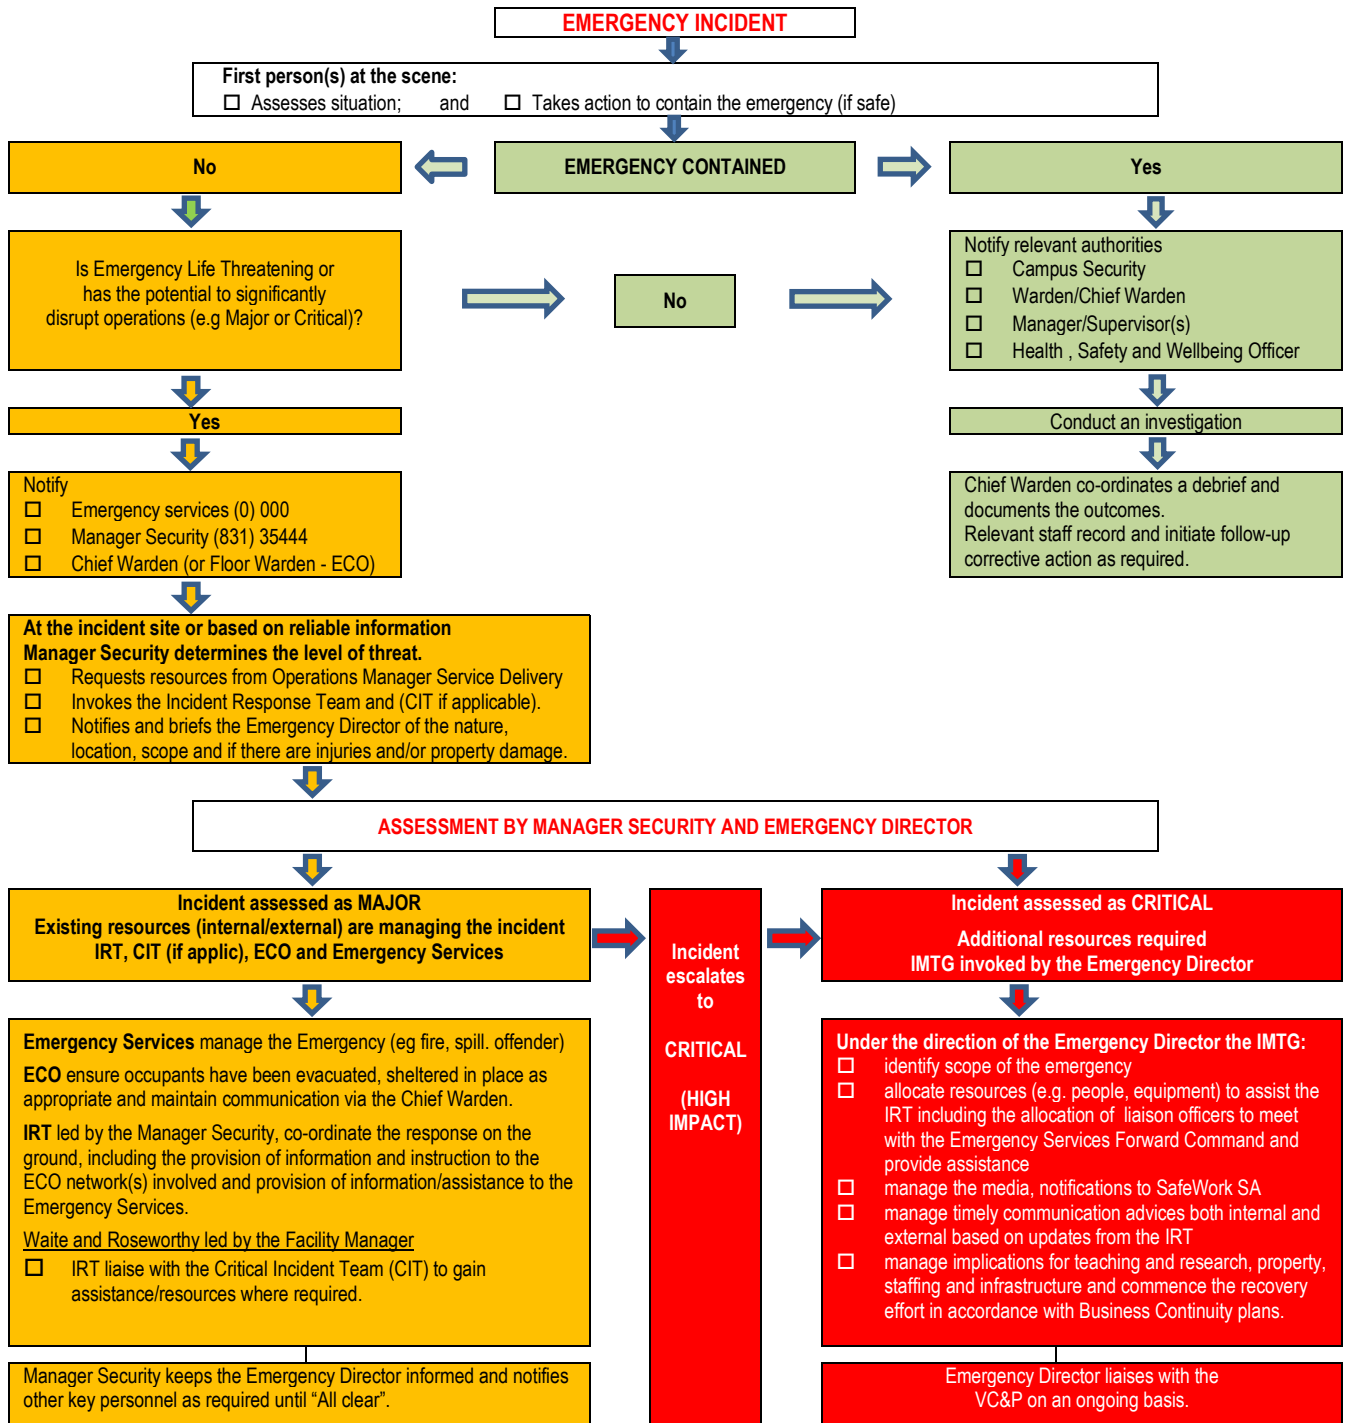 EMERGENCY INCIDENT
First person(s) at the scene:
☐ Assesses situation; and ☐ Takes action to contain the emergency (if safe)
No
EMERGENCY CONTAINED
Yes
Is Emergency Life Threatening or
has the potential to significantly
disrupt operations (e.g Major or Critical)?
No
Notify relevant authorities
☐ Campus Security
☐ Warden/Chief Warden
☐ Manager/Supervisor(s)
☐ Health , Safety and Wellbeing Officer
Yes
Conduct an investigation
Notify
☐ Emergency services (0) 000
☐ Manager Security (831) 35444
☐ Chief Warden (or Floor Warden - ECO)
Chief Warden co-ordinates a debrief and
documents the outcomes.
Relevant staff record and initiate follow-up
corrective action as required.
At the incident site or based on reliable information
Manager Security determines the level of threat.
☐ Requests resources from Operations Manager Service Delivery
☐ Invokes the Incident Response Team and (CIT if applicable).
☐ Notifies and briefs the Emergency Director of the nature,
location, scope and if there are injuries and/or property damage.
ASSESSMENT BY MANAGER SECURITY AND EMERGENCY DIRECTOR
Incident assessed as MAJOR
Existing resources (internal/external) are managing the incident
IRT, CIT (if applic), ECO and Emergency Services
Incident
escalates
to
CRITICAL
(HIGH
IMPACT)
Incident assessed as CRITICAL
Additional resources required
IMTG invoked by the Emergency Director
Emergency Services manage the Emergency (eg fire, spill. offender)
ECO ensure occupants have been evacuated, sheltered in place as
appropriate and maintain communication via the Chief Warden.
IRT led by the Manager Security, co-ordinate the response on the
ground, including the provision of information and instruction to the
ECO network(s) involved and provision of information/assistance to the
Emergency Services.
Waite and Roseworthy led by the Facility Manager
☐ IRT liaise with the Critical Incident Team (CIT) to gain
assistance/resources where required.
Under the direction of the Emergency Director the IMTG:
☐ identify scope of the emergency
☐ allocate resources (e.g. people, equipment) to assist the
IRT including the allocation of liaison officers to meet
with the Emergency Services Forward Command and
provide assistance
☐ manage the media, notifications to SafeWork SA
☐ manage timely communication advices both internal and
external based on updates from the IRT
☐ manage implications for teaching and research, property,
staffing and infrastructure and commence the recovery
effort in accordance with Business Continuity plans.
Manager Security keeps the Emergency Director informed and notifies
other key personnel as required until “All clear”.
Emergency Director liaises with the
VC&P on an ongoing basis.